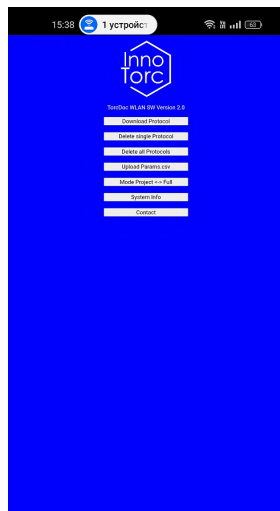 15:38
1 устройст
63
Inno
Torc
TorcDoc WLAN SW Version 2.0
Download Protocol
Delete single Protocol
Delete all Protocols
Upload Params.csv
Mode Project <-> Full
System Info
Contact